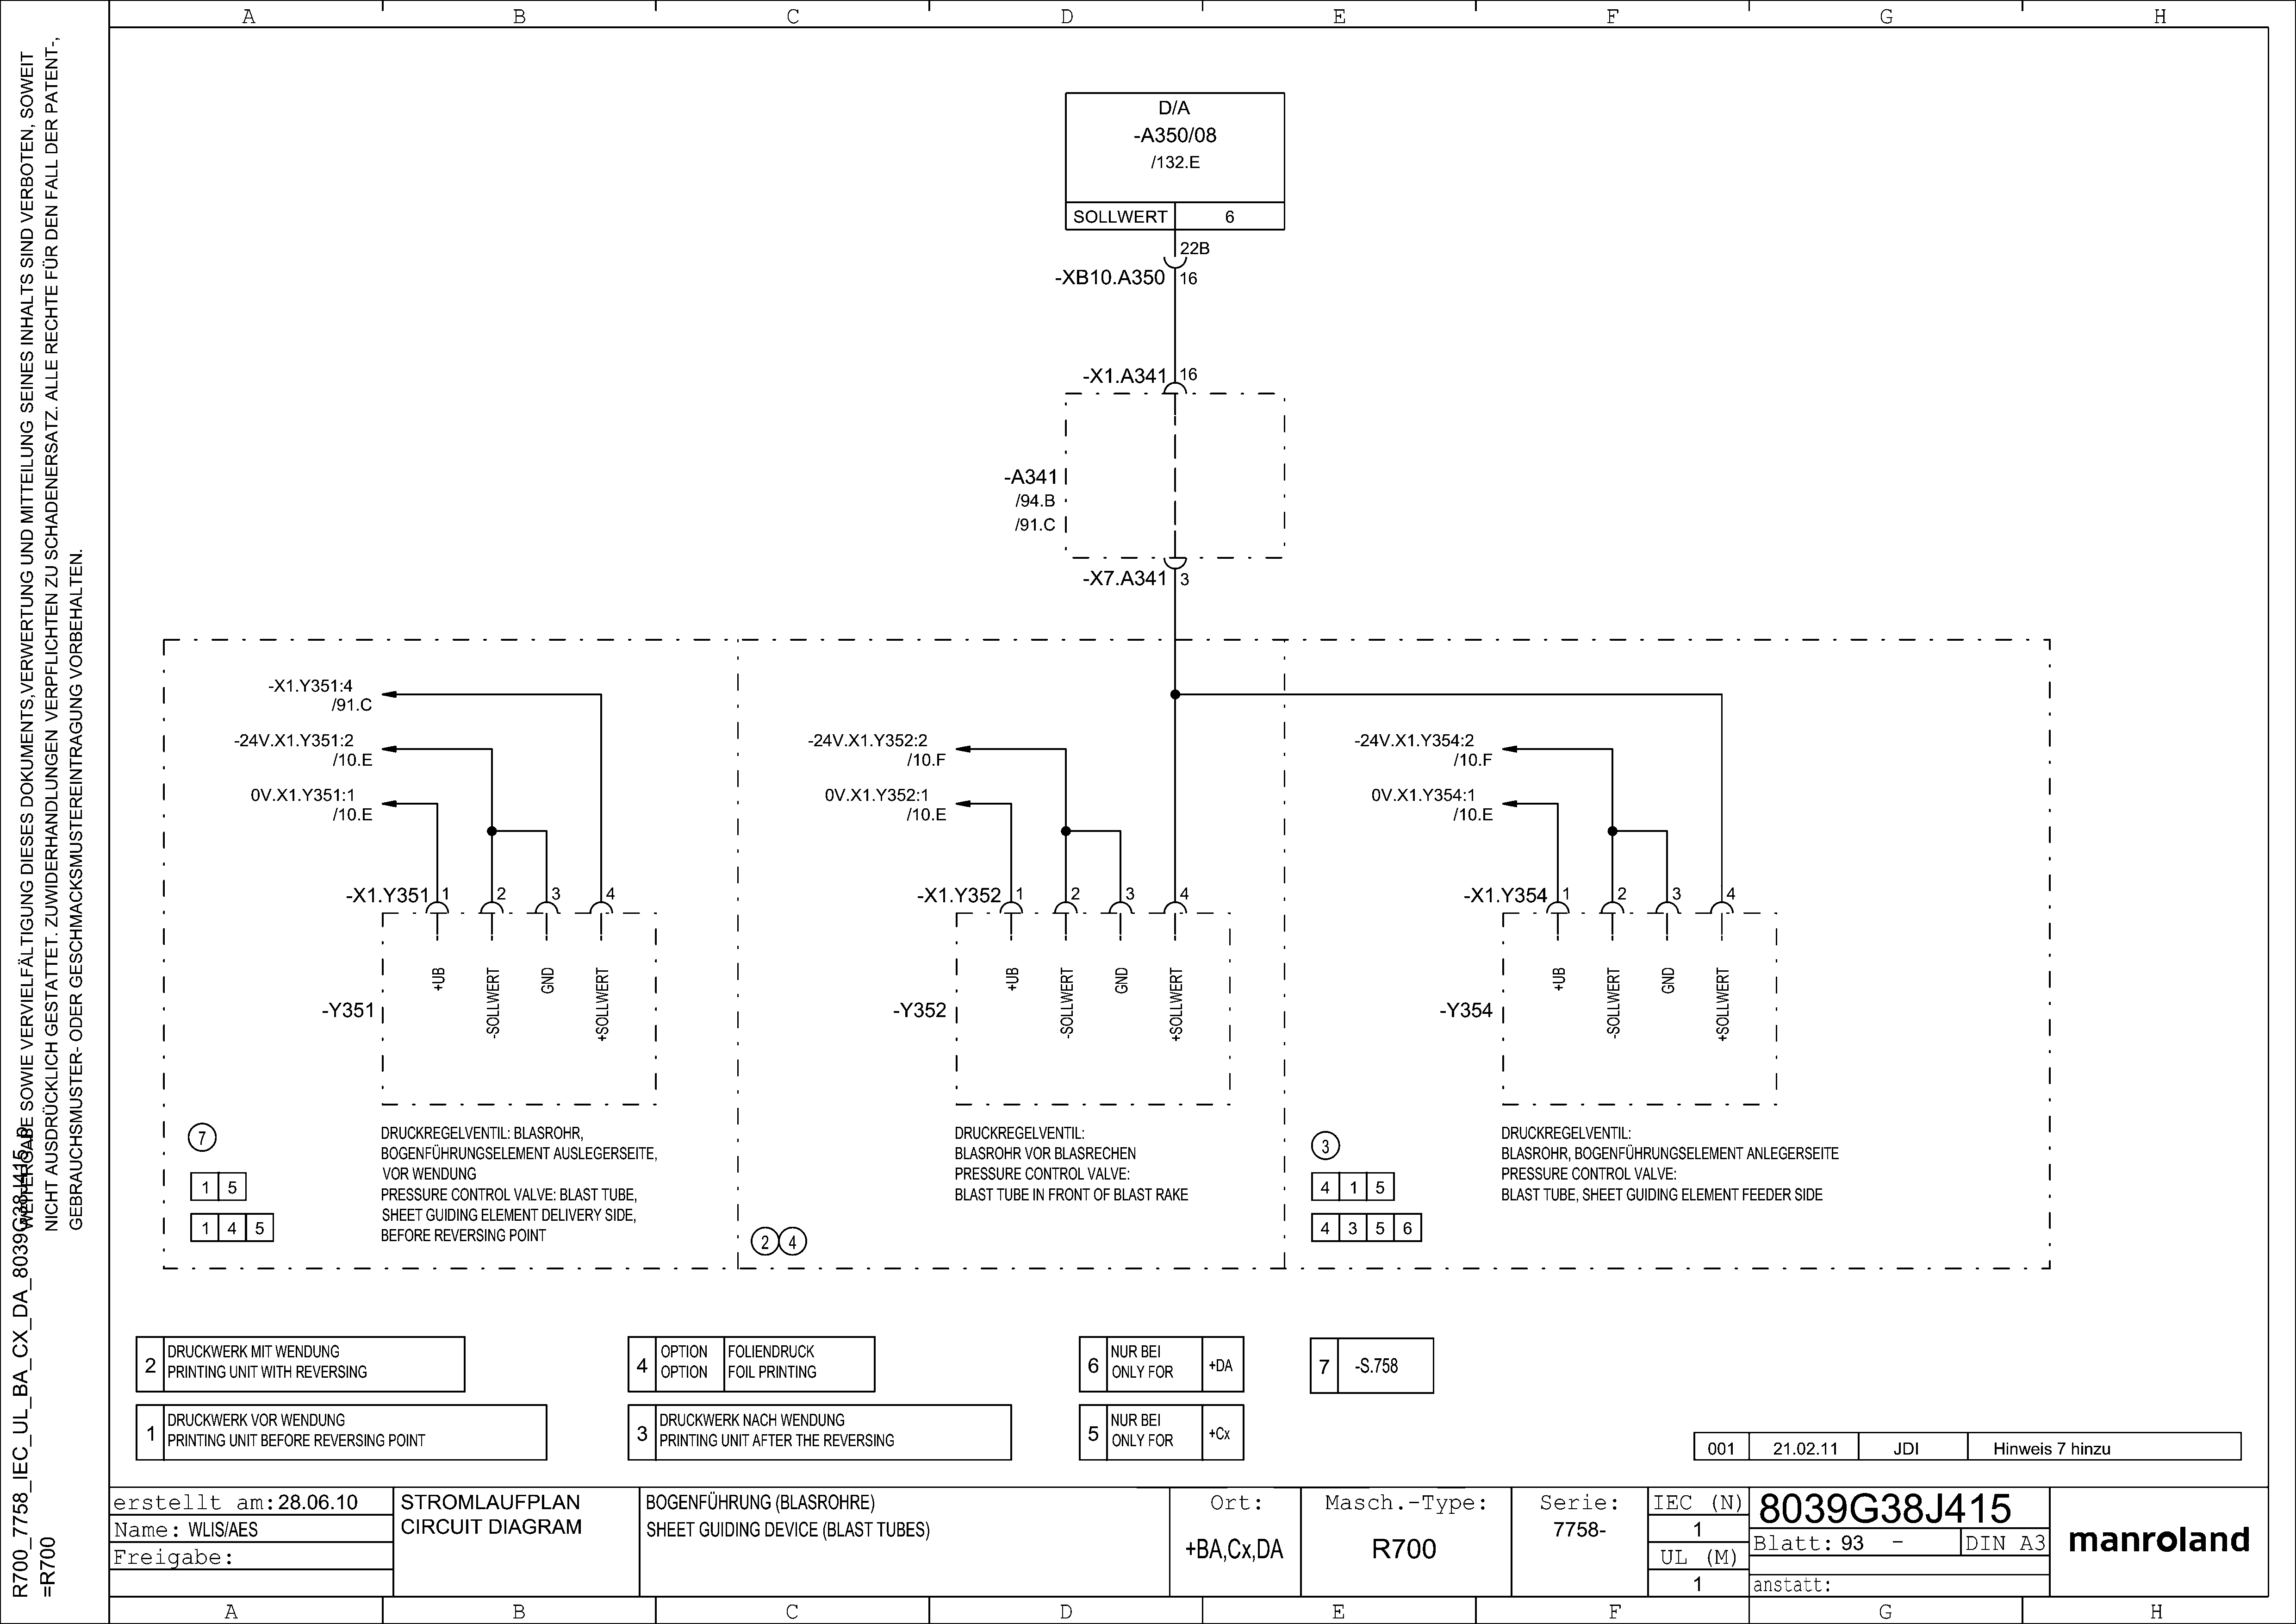 A B C D E F G H
WEITERGABE SOWIE VERVIELFÄLTIGUNG DIESES DOKUMENTS,VERWERTUNG UND MITTEILUNG SEINES INHALTS SIND VERBOTEN, SOWEIT
NICHT AUSDRÜCKLICH GESTATTET. ZUWIDERHANDLUNGEN VERPFLICHTEN ZU SCHADENERSATZ. ALLE RECHTE FÜR DEN FALL DER PATENT-,
GEBRAUCHSMUSTER- ODER GESCHMACKSMUSTEREINTRAGUNG VORBEHALTEN.
R700_7758_IEC_UL_BA_CX_DA_8039G38J415_D
=R700
D/A
-A350/08
/132.E
SOLLWERT 6
22B
-XB10.A350 16
-X1.A341 16
-A341
/94.B
/91.C
-X7.A341 3
-X1.Y351:4
/91.C
-24V.X1.Y351:2
/10.E
0V.X1.Y351:1
/10.E
-24V.X1.Y352:2
/10.F
0V.X1.Y352:1
/10.E
-24V.X1.Y354:2
/10.F
0V.X1.Y354:1
/10.E
-X1.Y351 1 2 3 4
-X1.Y352 1 2 3 4
-X1.Y354 1 2 3 4
-Y351
+UB
-SOLLWERT
GND
+SOLLWERT
-Y352
+UB
-SOLLWERT
GND
+SOLLWERT
-Y354
+UB
-SOLLWERT
GND
+SOLLWERT
7
1 5
1 4 5
DRUCKREGELVENTIL: BLASROHR,
BOGENFÜHRUNGSELEMENT AUSLEGERSEITE,
VOR WENDUNG
PRESSURE CONTROL VALVE: BLAST TUBE,
SHEET GUIDING ELEMENT DELIVERY SIDE,
BEFORE REVERSING POINT
2 4
DRUCKREGELVENTIL:
BLASROHR VOR BLASRECHEN
PRESSURE CONTROL VALVE:
BLAST TUBE IN FRONT OF BLAST RAKE
3
4 1 5
4 3 5 6
DRUCKREGELVENTIL:
BLASROHR, BOGENFÜHRUNGSELEMENT ANLEGERSEITE
PRESSURE CONTROL VALVE:
BLAST TUBE, SHEET GUIDING ELEMENT FEEDER SIDE
2 DRUCKWERK MIT WENDUNG
PRINTING UNIT WITH REVERSING
4 OPTION FOLIENDRUCK
OPTION FOIL PRINTING
6 NUR BEI
ONLY FOR +DA
7 -S.758
1 DRUCKWERK VOR WENDUNG
PRINTING UNIT BEFORE REVERSING POINT
3 DRUCKWERK NACH WENDUNG
PRINTING UNIT AFTER THE REVERSING
5 NUR BEI
ONLY FOR +Cx
001 21.02.11 JDI Hinweis 7 hinzu
erstellt am: 28.06.10
Name: WLIS/AES
Freigabe:
STROMLAUFPLAN
CIRCUIT DIAGRAM
BOGENFÜHRUNG (BLASROHRE)
SHEET GUIDING DEVICE (BLAST TUBES)
Ort:
+BA,Cx,DA
Masch.-Type:
R700
Serie:
7758-
IEC (N)
1
UL (M)
1
8039G38J415
Blatt: 93 - DIN A3
anstatt:
manroland
A B C D E F G H